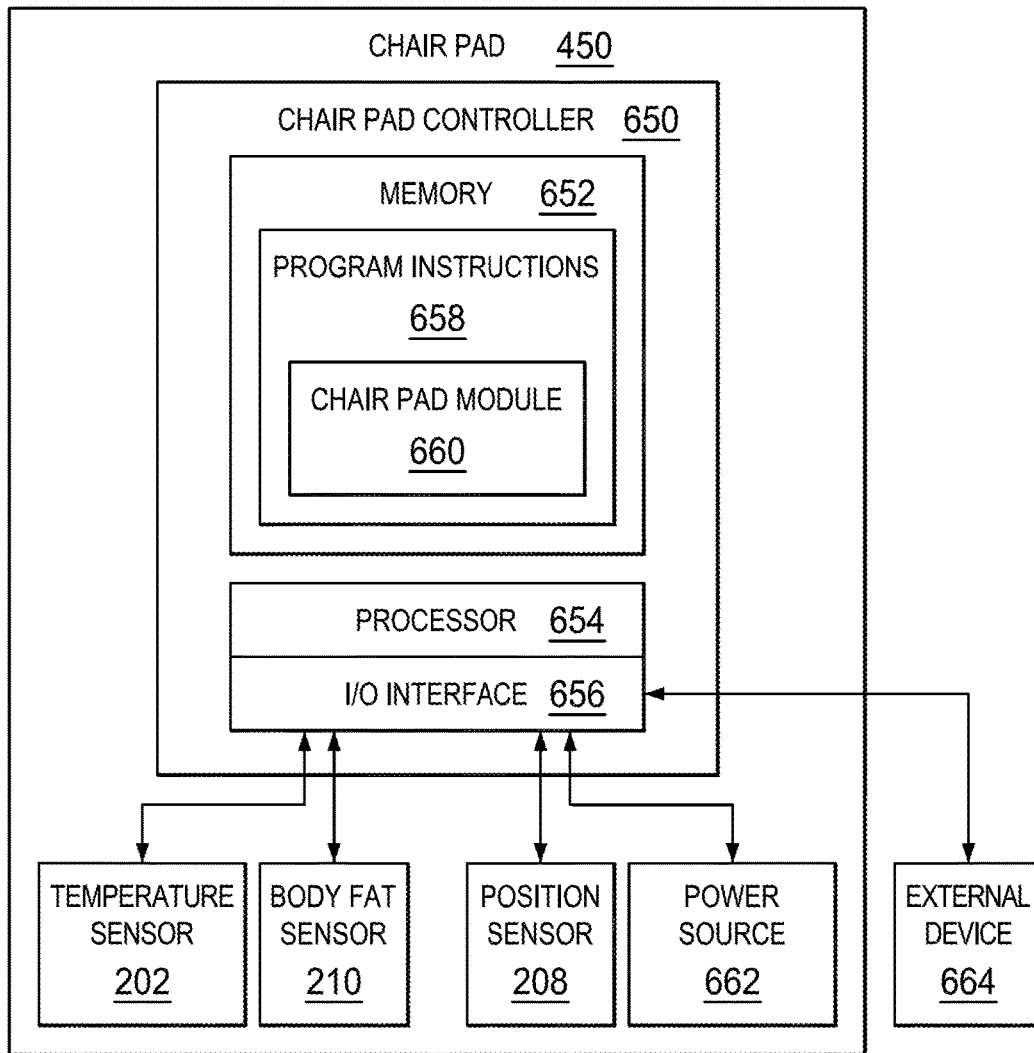 CHAIR PAD 450
CHAIR PAD CONTROLLER 650
MEMORY 652
PROGRAM INSTRUCTIONS
658
CHAIR PAD MODULE
660
PROCESSOR 654
I/O INTERFACE 656
TEMPERATURE
SENSOR
202
BODY FAT
SENSOR
210
POSITION
SENSOR
208
POWER
SOURCE
662
EXTERNAL
DEVICE
664